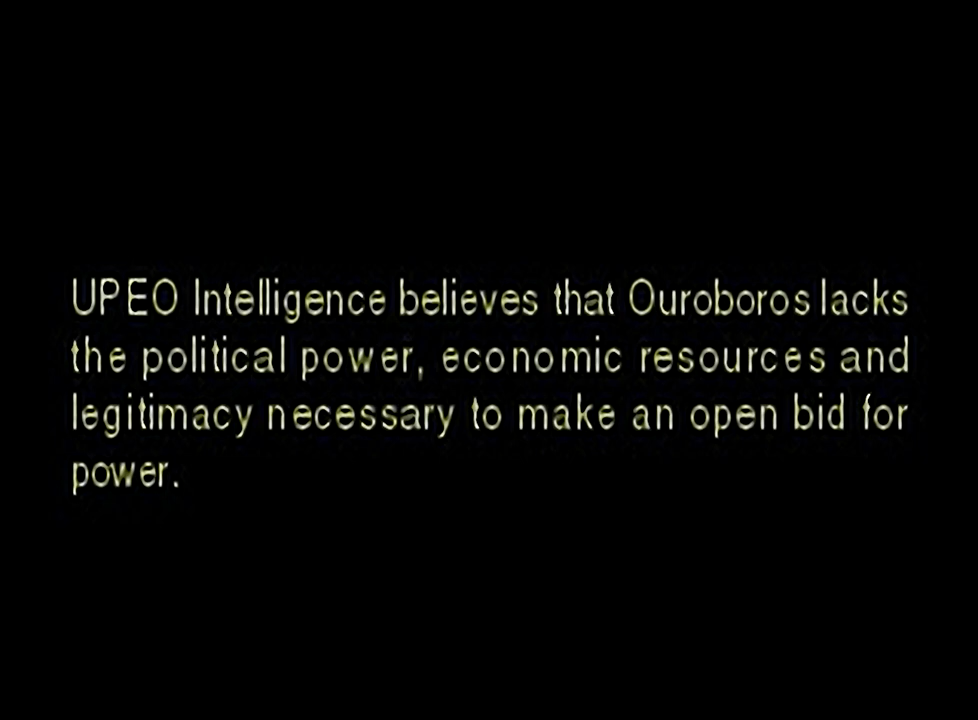 UPEO Intelligence believes that Ouroboros lacks
the political power, economic resources and
legitimacy necessary to make an open bid for
power.